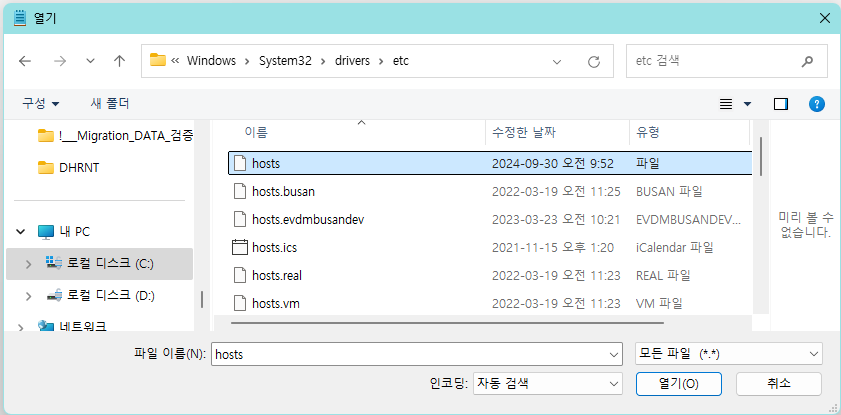 열기
« Windows > System32 > drivers > etc
etc 검색
구성 새 폴더
!___Migration_DATA_검증
DHRNT
내 PC
로컬 디스크 (C:)
로컬 디스크 (D:)
네트워크
이름 수정한 날짜 유형
hosts 2024-09-30 오전 9:52 파일
hosts.busan 2022-03-19 오전 11:25 BUSAN 파일
hosts.evdmbusandev 2023-03-23 오전 10:21 EVDMBUSANDEV...
hosts.ics 2021-11-15 오후 1:20 iCalendar 파일
hosts.real 2022-03-19 오전 11:23 REAL 파일
hosts.vm 2022-03-19 오전 11:23 VM 파일
미리 볼 수
없습니다.
파일 이름(N): hosts 모든 파일 (*.*)
인코딩: 자동 검색 열기(O) 취소